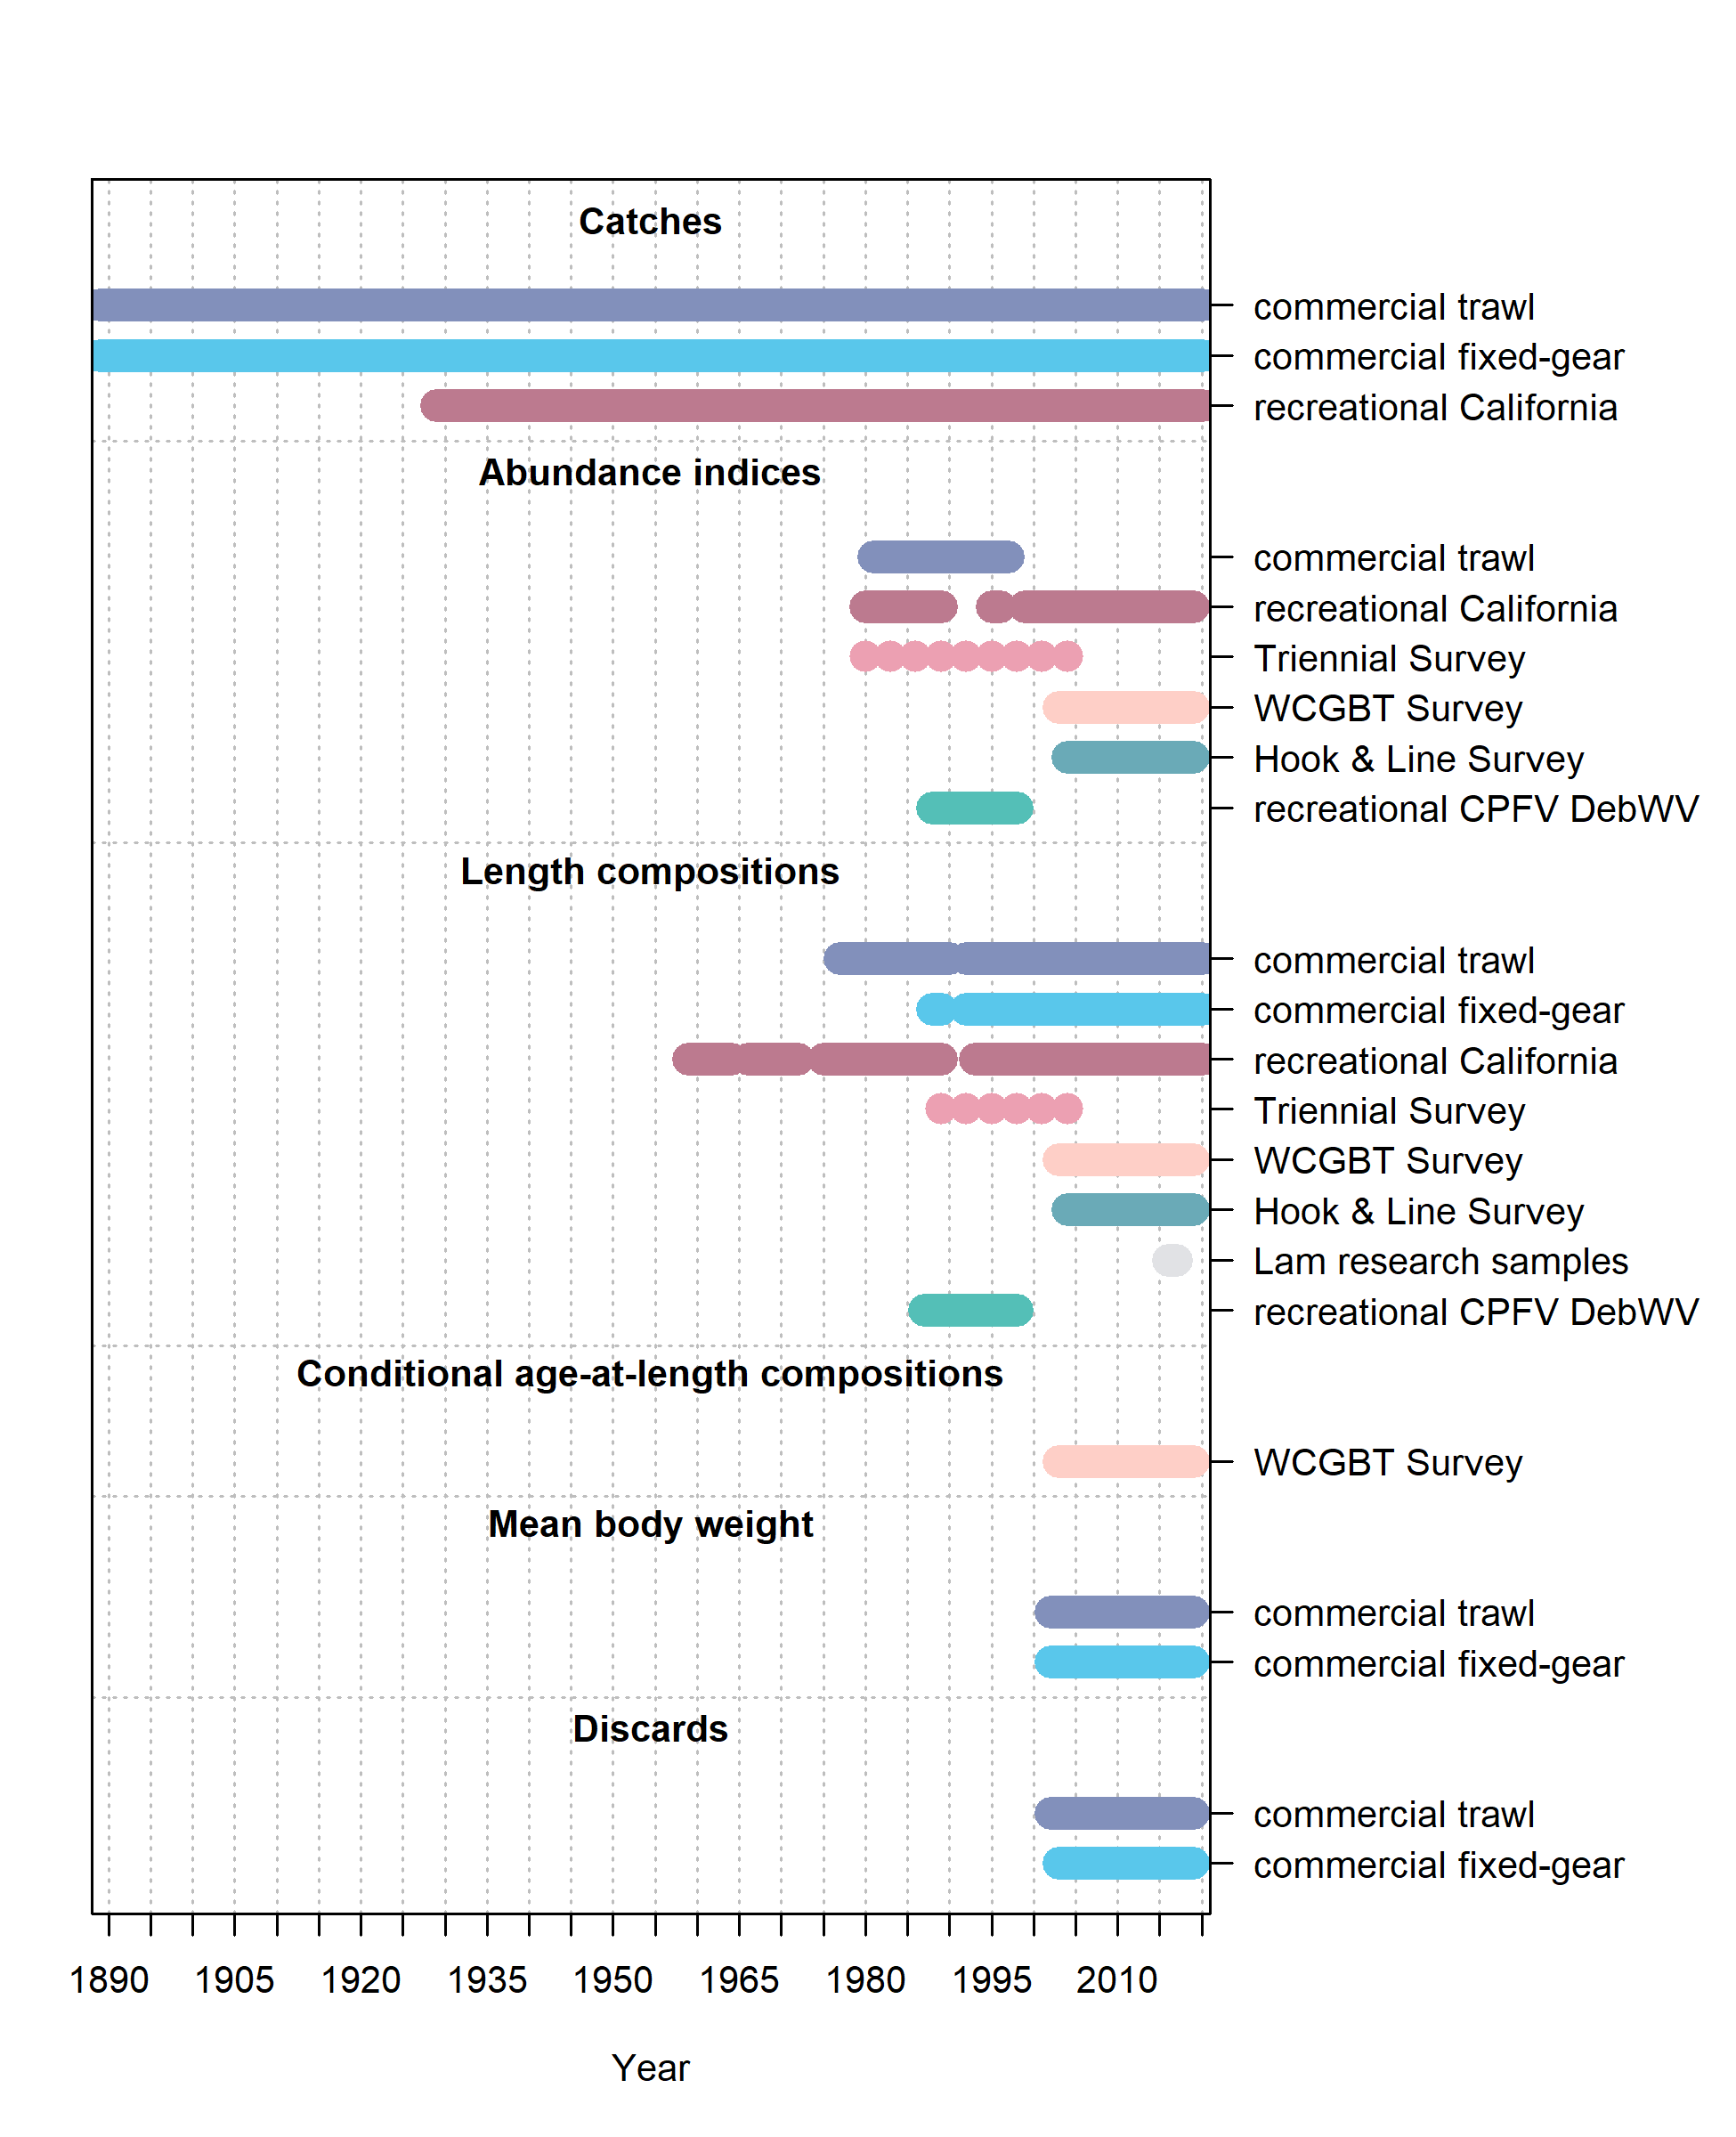 Catches
commercial trawl
commercial fixed-gear
recreational California
Abundance indices
commercial trawl
recreational California
Triennial Survey
WCGBT Survey
Hook & Line Survey
recreational CPFV DebWV
Length compositions
commercial trawl
commercial fixed-gear
recreational California
Triennial Survey
WCGBT Survey
Hook & Line Survey
Lam research samples
recreational CPFV DebWV
Conditional age-at-length compositions
WCGBT Survey
Mean body weight
commercial trawl
commercial fixed-gear
Discards
commercial trawl
commercial fixed-gear
1890 1905 1920 1935 1950 1965 1980 1995 2010
Year